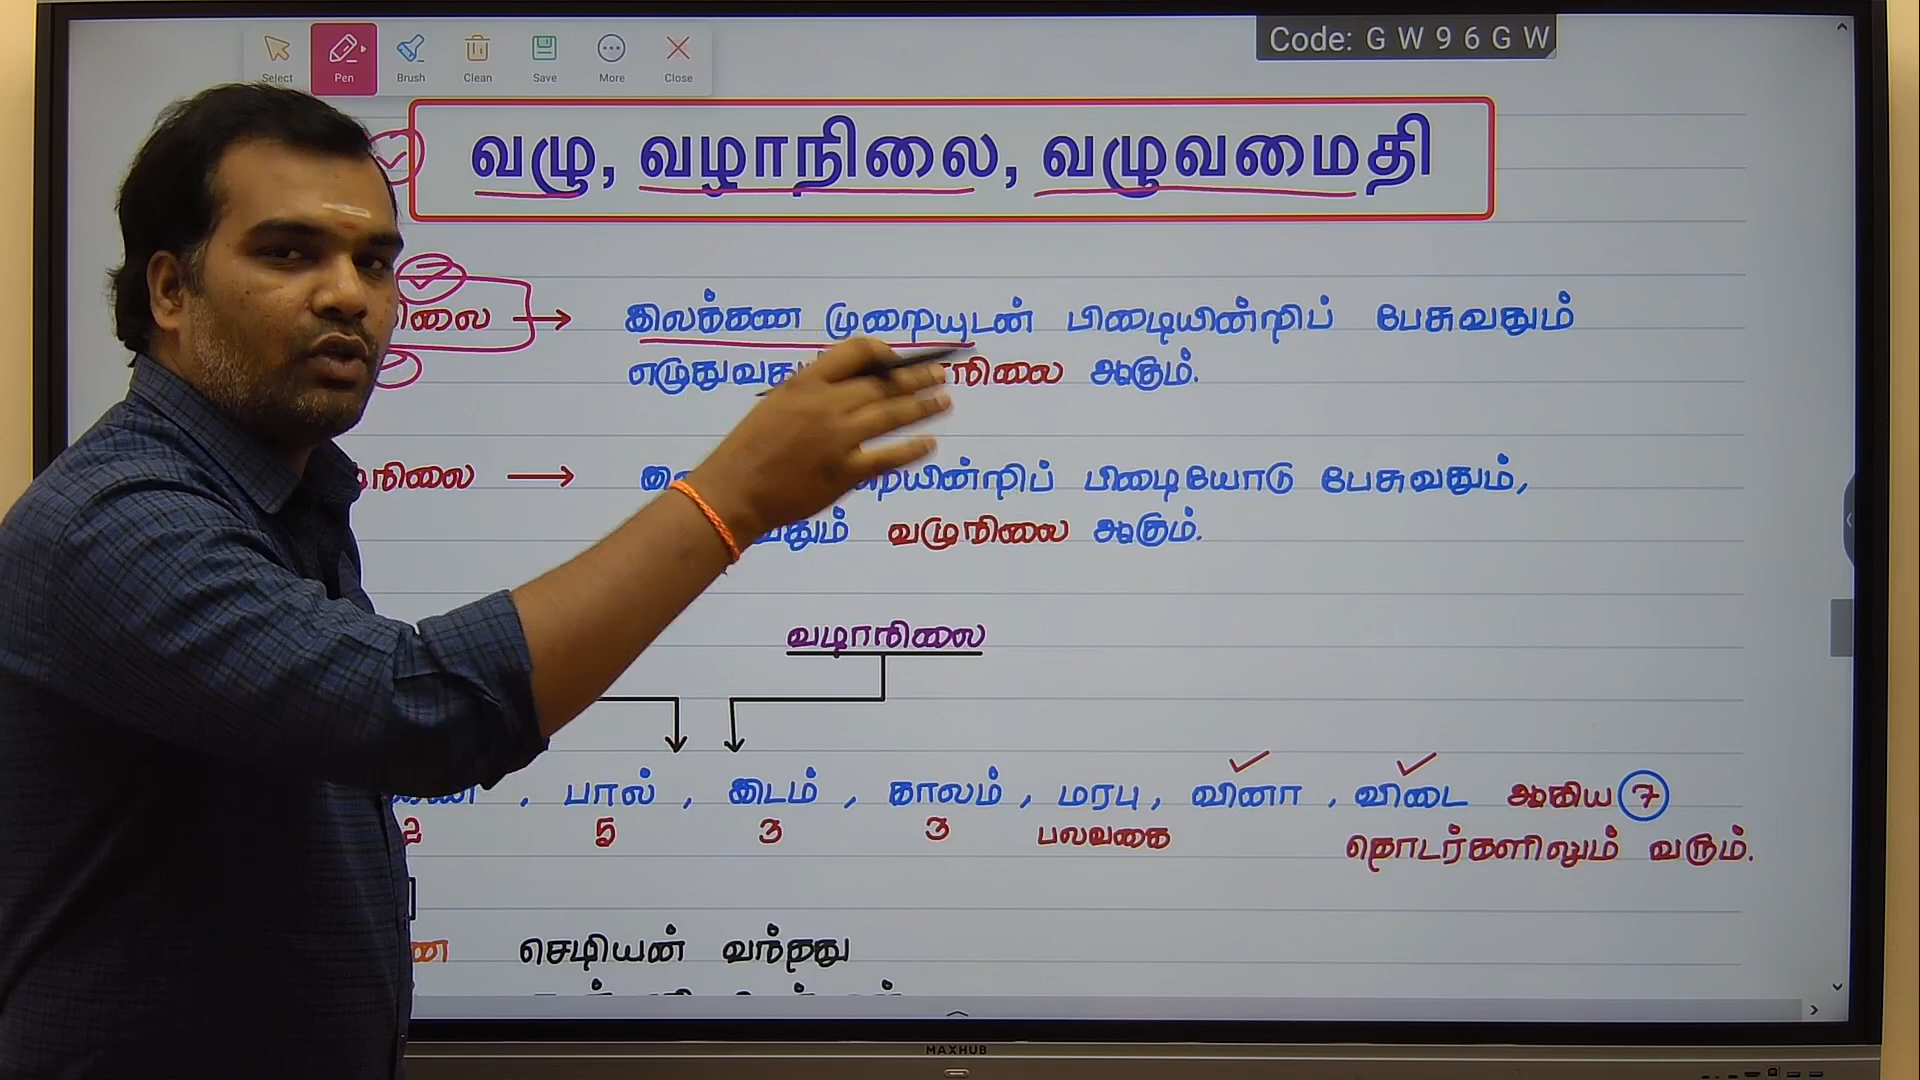 Code: G W 9 6 G W
Select Pen Brush Clean Save More Close
வழு, வழாநிலை, வழுவமைதி
இலக்கண முறையுடன் பிழையின்றிப் பேசுவதும்
ஆகும்.
பிழையோடு பேசுவதும்,
வழுநிலை ஆகும்.
வழாநிலை
, பால் , இடம் , காலம் , மரபு , வினா , விடை ஆகிய 7
2 5 3 3 பலவகை தொடர்களிலும் வரும்.
செழியன் வந்தது
MAXHUB